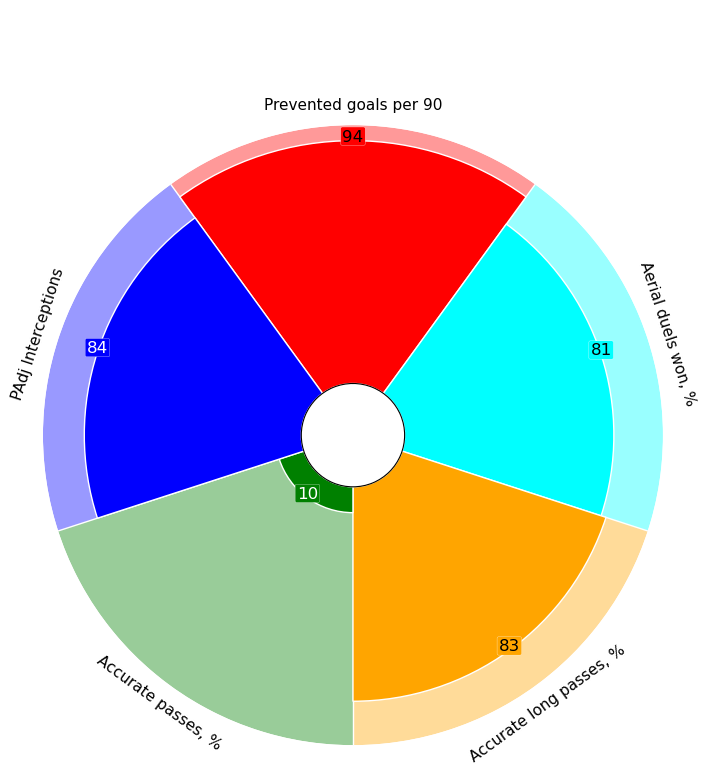 Prevented goals per 90
94
PAdj Interceptions
84
Aerial duels won, %
81
10
Accurate passes, %
83
Accurate long passes, %